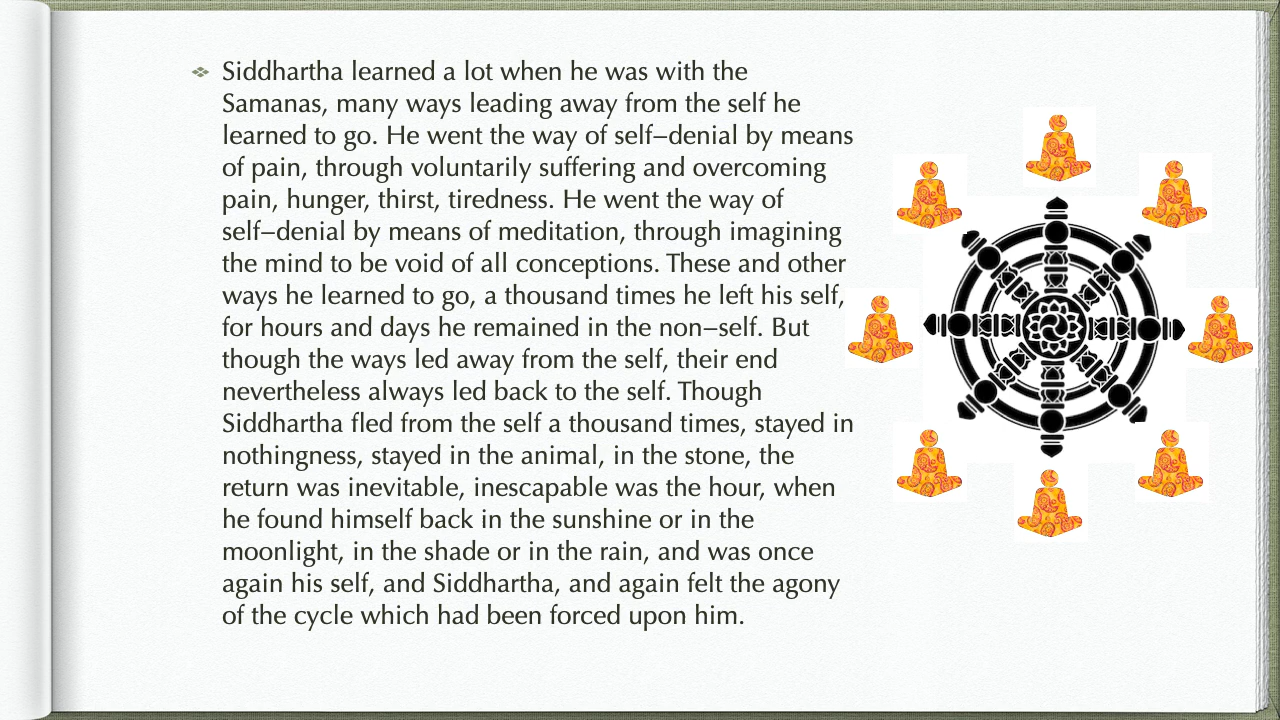 Siddhartha learned a lot when he was with the
Samanas, many ways leading away from the self he
learned to go. He went the way of self–denial by means
of pain, through voluntarily suffering and overcoming
pain, hunger, thirst, tiredness. He went the way of
self–denial by means of meditation, through imagining
the mind to be void of all conceptions. These and other
ways he learned to go, a thousand times he left his self,
for hours and days he remained in the non–self. But
though the ways led away from the self, their end
nevertheless always led back to the self. Though
Siddhartha fled from the self a thousand times, stayed in
nothingness, stayed in the animal, in the stone, the
return was inevitable, inescapable was the hour, when
he found himself back in the sunshine or in the
moonlight, in the shade or in the rain, and was once
again his self, and Siddhartha, and again felt the agony
of the cycle which had been forced upon him.